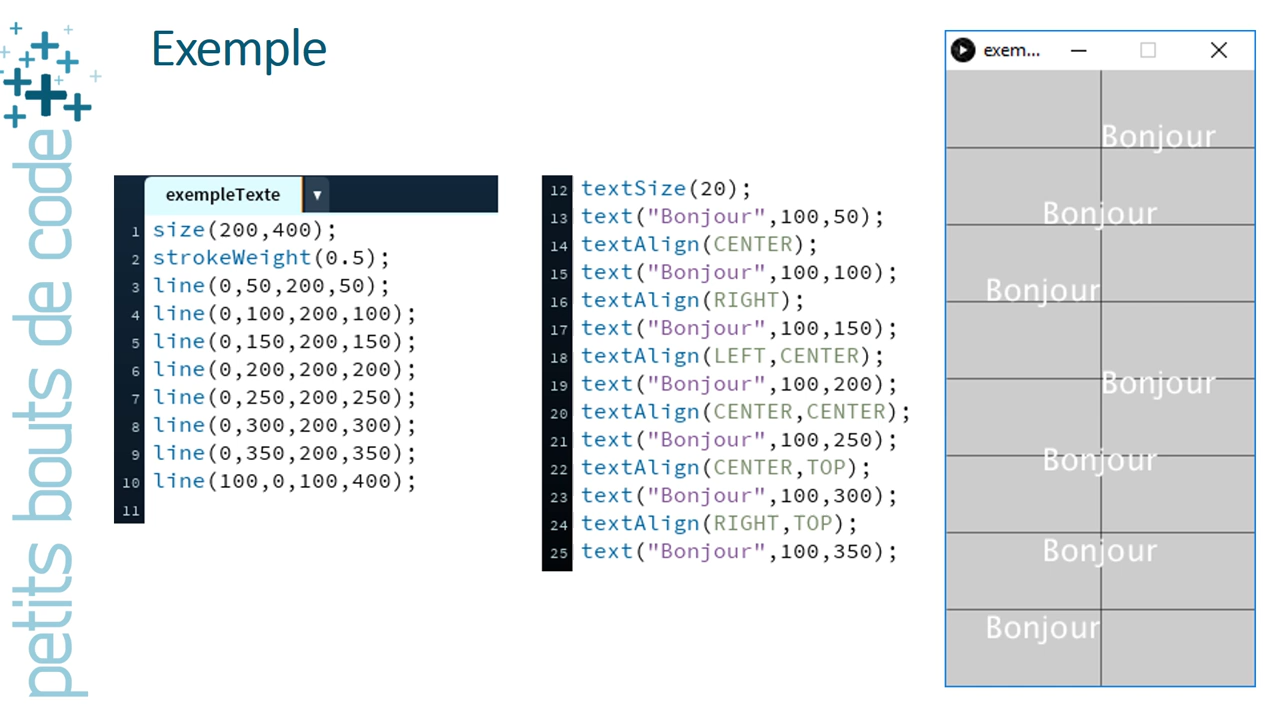 Exemple
petits bouts de code
exempleTexte
1 size(200,400);
2 strokeWeight(0.5);
3 line(0,50,200,50);
4 line(0,100,200,100);
5 line(0,150,200,150);
6 line(0,200,200,200);
7 line(0,250,200,250);
8 line(0,300,200,300);
9 line(0,350,200,350);
10 line(100,0,100,400);
11
12 textSize(20);
13 text("Bonjour",100,50);
14 textAlign(CENTER);
15 text("Bonjour",100,100);
16 textAlign(RIGHT);
17 text("Bonjour",100,150);
18 textAlign(LEFT,CENTER);
19 text("Bonjour",100,200);
20 textAlign(CENTER,CENTER);
21 text("Bonjour",100,250);
22 textAlign(CENTER,TOP);
23 text("Bonjour",100,300);
24 textAlign(RIGHT,TOP);
25 text("Bonjour",100,350);
exem...
Bonjour
Bonjour
Bonjour
Bonjour
Bonjour
Bonjour
Bonjour